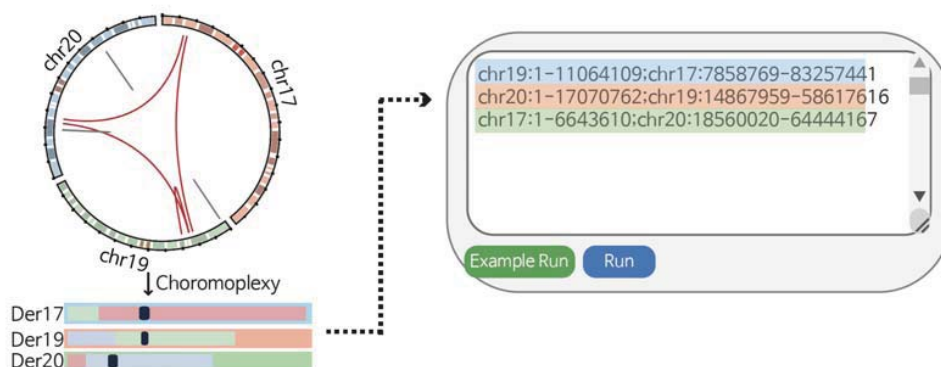 chr20
chr17
chr19
Choromoplexy
Der17
Der19
Der20
chr19:1-11064109;chr17:7858769-83257441
chr20:1-17070762;chr19:14867959-58617616
chr17:1-6643610;chr20:18560020-64444167
Example Run
Run